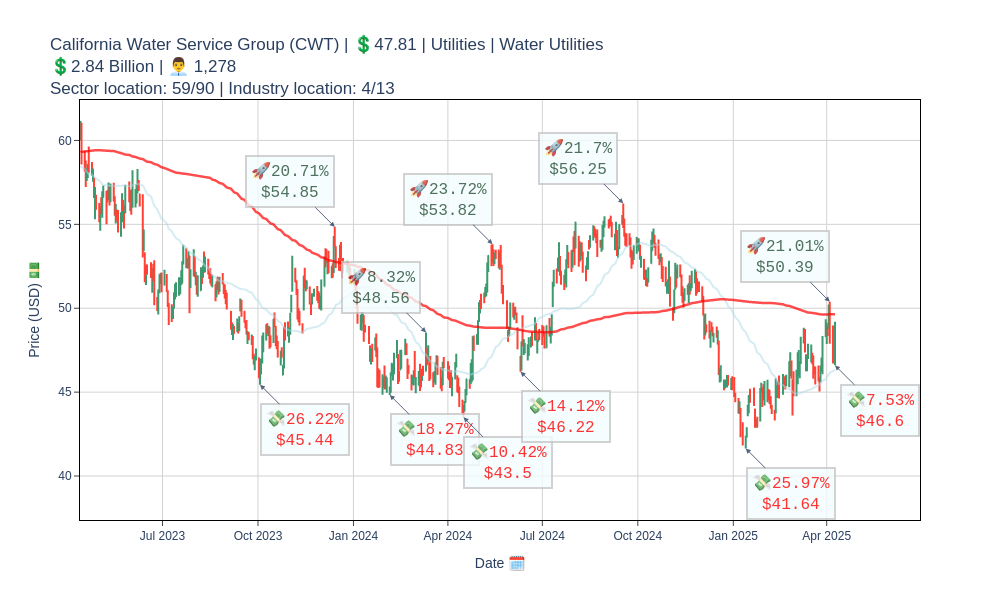 California Water Service Group (CWT) | 💲47.81 | Utilities | Water Utilities
💲2.84 Billion | 👨‍💼 1,278
Sector location: 59/90 | Industry location: 4/13
Price (USD) 💵
60
55
50
45
40
🚀20.71%
$54.85
🚀8.32%
$48.56
🚀23.72%
$53.82
🚀21.7%
$56.25
🚀21.01%
$50.39
💸26.22%
$45.44
💸18.27%
$44.83
💸10.42%
$43.5
💸14.12%
$46.22
💸25.97%
$41.64
💸7.53%
$46.6
Jul 2023
Oct 2023
Jan 2024
Apr 2024
Jul 2024
Oct 2024
Jan 2025
Apr 2025
Date 🗓️